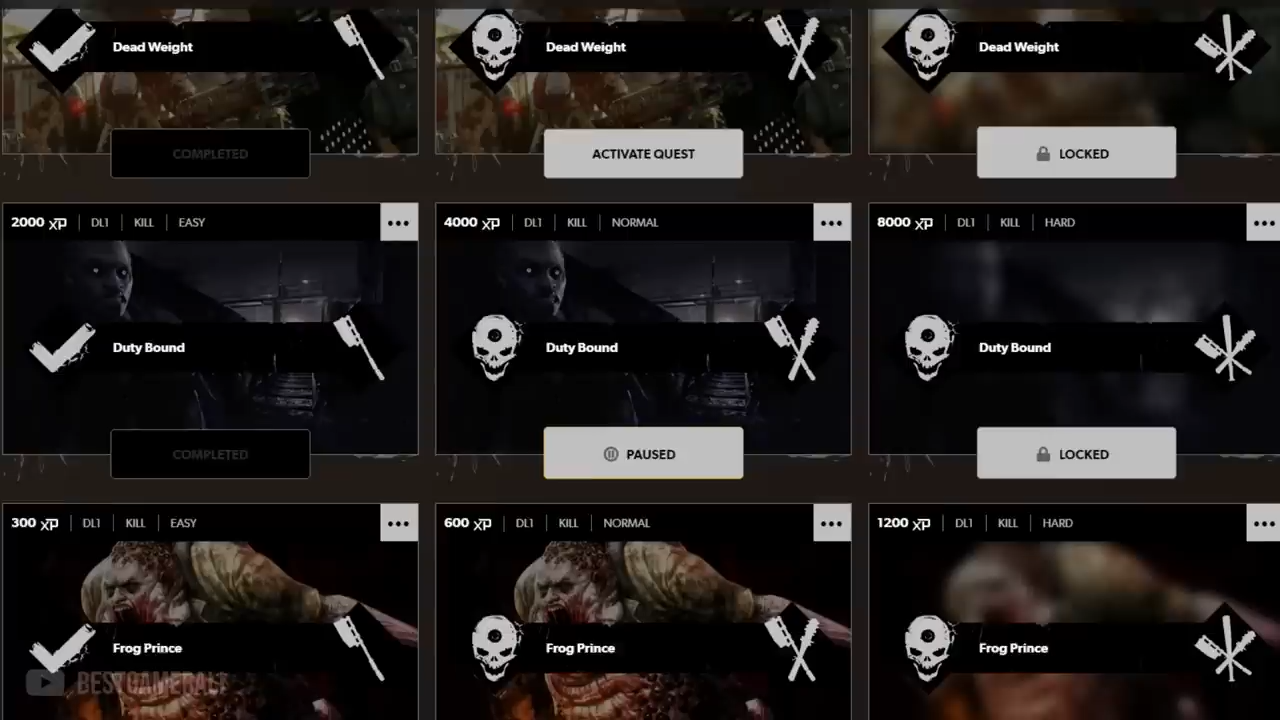 Dead Weight
Dead Weight
Dead Weight
COMPLETED
ACTIVATE QUEST
LOCKED
2000 XP | DL1 | KILL | EASY
4000 XP | DL1 | KILL | NORMAL
8000 XP | DL1 | KILL | HARD
Duty Bound
Duty Bound
Duty Bound
COMPLETED
PAUSED
LOCKED
300 XP | DL1 | KILL | EASY
600 XP | DL1 | KILL | NORMAL
1200 XP | DL1 | KILL | HARD
Frog Prince
Frog Prince
Frog Prince
BESTGAMERALI